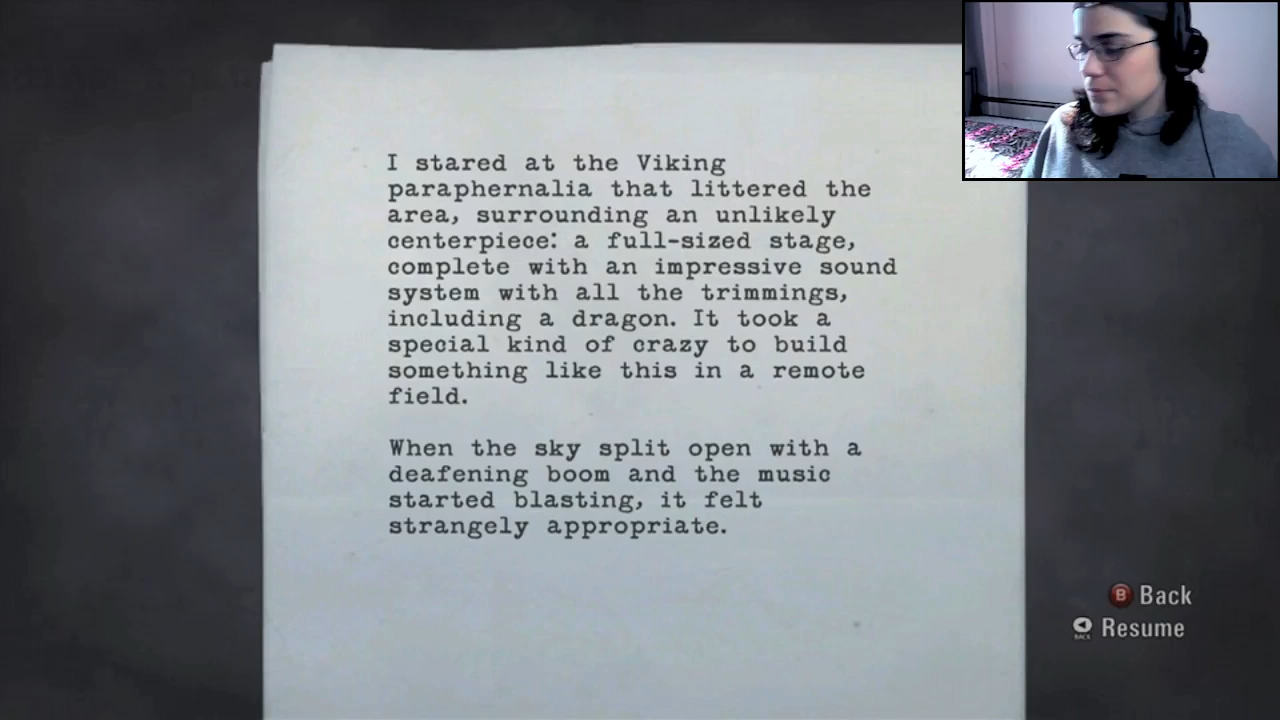 I stared at the Viking
paraphernalia that littered the
area, surrounding an unlikely
centerpiece: a full-sized stage,
complete with an impressive sound
system with all the trimmings,
including a dragon. It took a
special kind of crazy to build
something like this in a remote
field.
When the sky split open with a
deafening boom and the music
started blasting, it felt
strangely appropriate.
B Back
BACK Resume